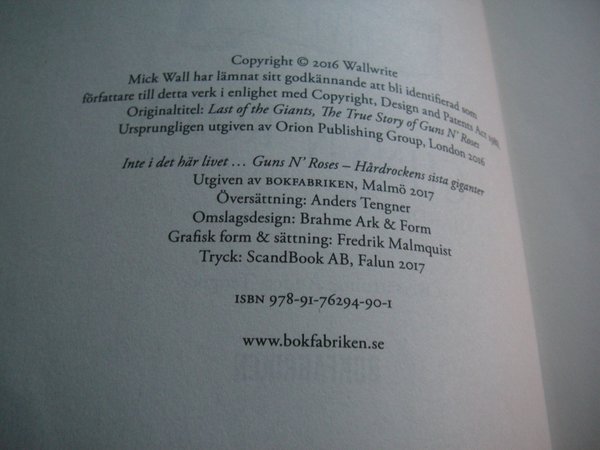 Copyright © 2016 Wallwrite
Mick Wall har lämnat sitt godkännande att bli identifierad som
författare till detta verk i enlighet med Copyright, Design and Patents Act 1988
Originaltitel: Last of the Giants, The True Story of Guns N' Roses
Ursprungligen utgiven av Orion Publishing Group, London 2016
Inte i det här livet … Guns N' Roses – Hårdrockens sista giganter
Utgiven av BOKFABRIKEN, Malmö 2017
Översättning: Anders Tengner
Omslagsdesign: Brahme Ark & Form
Grafisk form & sättning: Fredrik Malmquist
Tryck: ScandBook AB, Falun 2017
ISBN 978-91-76294-90-1
www.bokfabriken.se